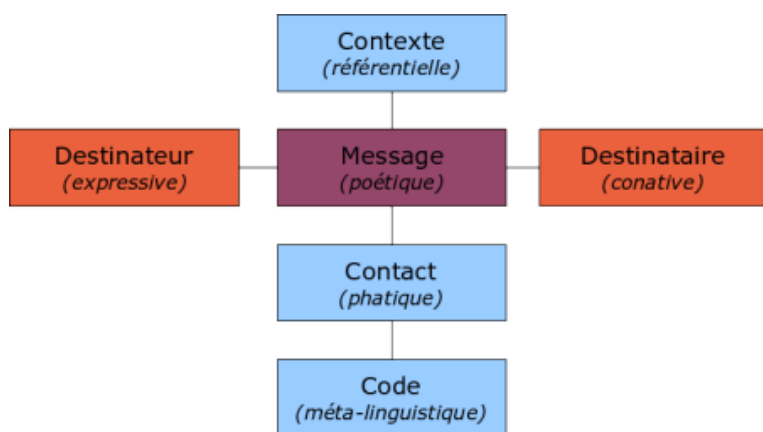 Contexte
(référentielle)
Destinateur
(expressive)
Message
(poétique)
Destinataire
(conative)
Contact
(phatique)
Code
(méta-linguistique)